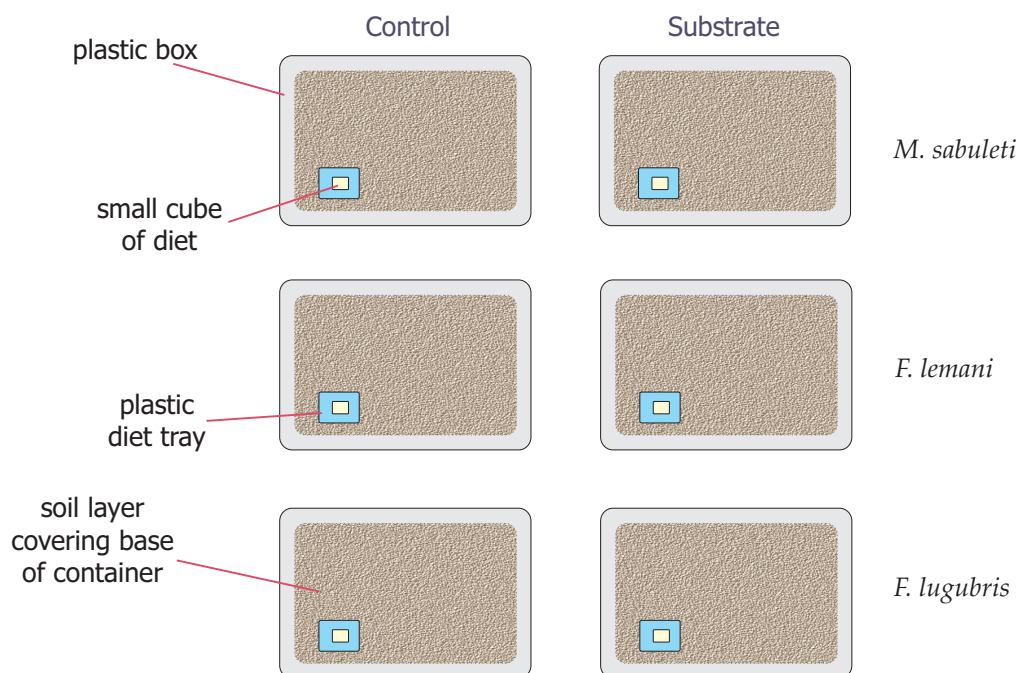 Control
Substrate
plastic box
M. sabuleti
small cube
of diet
F. lemani
plastic
diet tray
soil layer
covering base
of container
F. lugubris